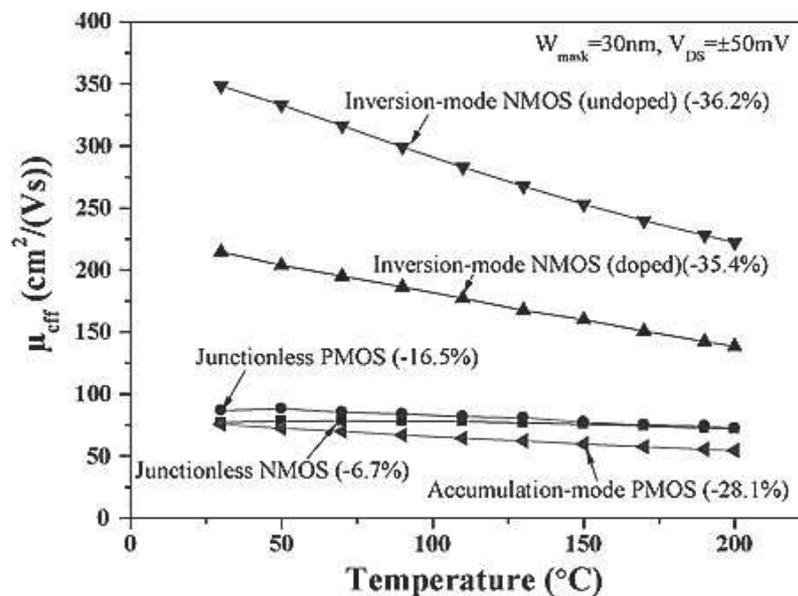 W_mask=30nm, V_DS=±50mV
Inversion-mode NMOS (undoped) (-36.2%)
Inversion-mode NMOS (doped)(-35.4%)
Junctionless PMOS (-16.5%)
Junctionless NMOS (-6.7%)
Accumulation-mode PMOS (-28.1%)
400
350
300
250
200
150
100
50
0
μ_eff (cm²/(Vs))
0
50
100
150
200
Temperature (°C)